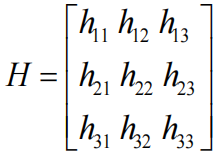 h₁₁ h₁₂ h₁₃
H = h₂₁ h₂₂ h₂₃
h₃₁ h₃₂ h₃₃